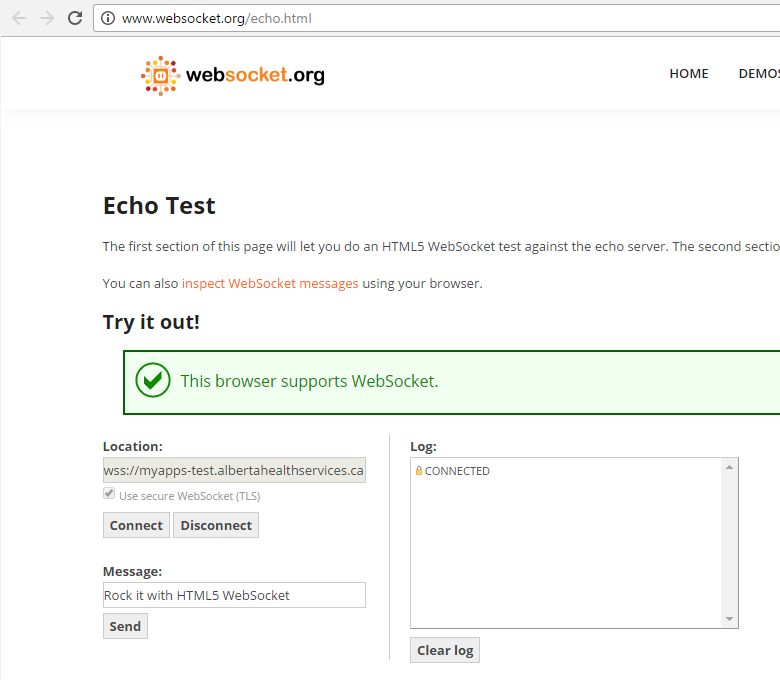 www.websocket.org/echo.html
websocket.org
HOME
Echo Test
The first section of this page will let you do an HTML5 WebSocket test against the echo server. The second
You can also inspect WebSocket messages using your browser.
Try it out!
This browser supports WebSocket.
Location:
wss://myapps-test.albertahealthservices.ca
Use secure WebSocket (TLS)
Connect Disconnect
Message:
Rock it with HTML5 WebSocket
Send
Log:
CONNECTED
Clear log